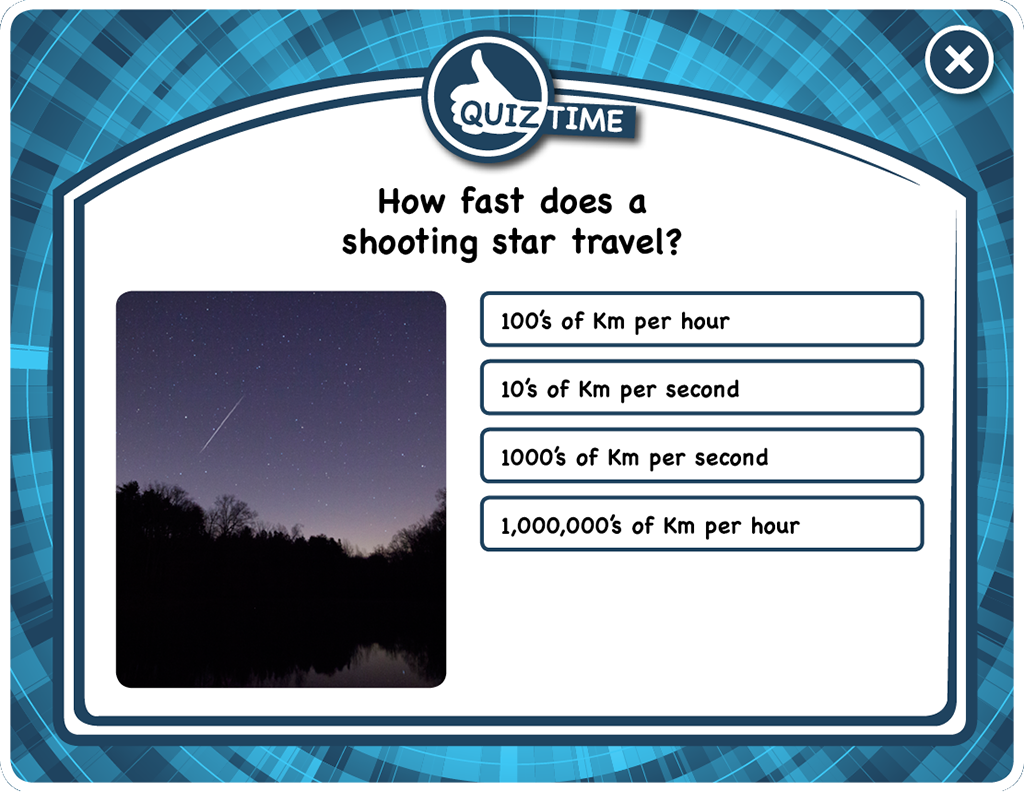 QUIZ TIME
How fast does a
shooting star travel?
100's of Km per hour
10's of Km per second
1000's of Km per second
1,000,000's of Km per hour